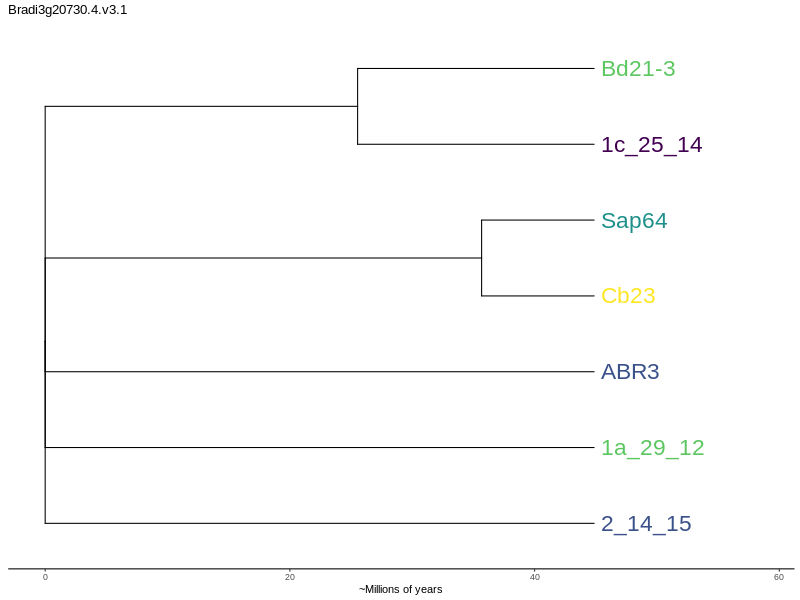 Bradi3g20730.4.v3.1
Bd21-3
1c_25_14
Sap64
Cb23
ABR3
1a_29_12
2_14_15
0 20 40 60
~Millions of years